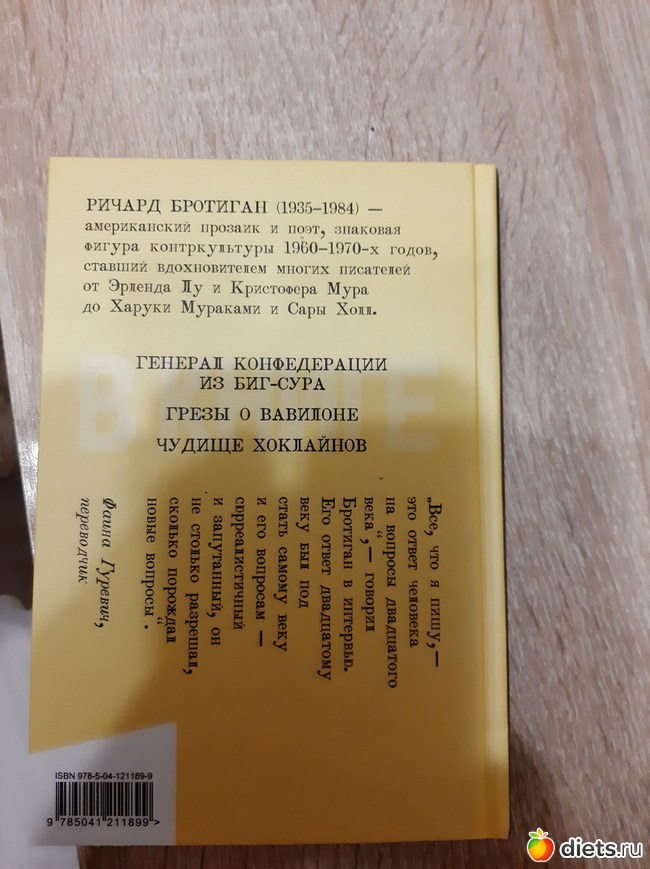 РИЧАРД БРОТИГАН (1935–1984) —
американский прозаик и поэт, знаковая
фигура контркультуры 1960–1970-х годов,
ставший вдохновителем многих писателей
от Эрленда Лу и Кристофера Мура
до Харуки Мураками и Сары Холл.
ГЕНЕРАЛ КОНФЕДЕРАЦИИ
ИЗ БИГ-СУРА
ГРЕЗЫ О ВАВИЛОНЕ
ЧУДИЩЕ ХОКЛАЙНОВ
„Все, что я пишу,—
это ответ человека
на вопросы двадцатого
века“,— говорил
Бротиган в интервью.
Его ответ двадцатому
веку был под
стать самому веку
и его вопросам —
сюрреалистичный
и запутанный, он
не столько разрешал,
сколько порождал
новые вопросы“.
Фаина Гуревич,
переводчик
ISBN 978-5-04-121189-9
9 785041 211899 >
diets.ru